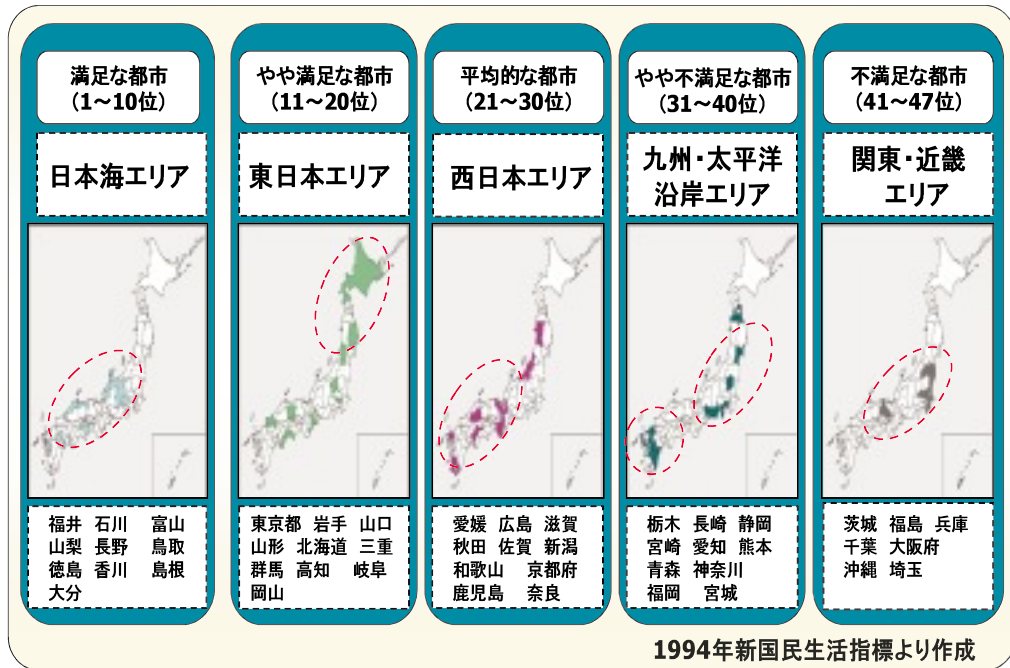 満足な都市
(1～10位)
日本海エリア
福井 石川 富山
山梨 長野 鳥取
徳島 香川 島根
大分
やや満足な都市
(11～20位)
東日本エリア
東京都 岩手 山口
山形 北海道 三重
群馬 高知 岐阜
岡山
平均的な都市
(21～30位)
西日本エリア
愛媛 広島 滋賀
秋田 佐賀 新潟
和歌山 京都府
鹿児島 奈良
やや不満足な都市
(31～40位)
九州・太平洋
沿岸エリア
栃木 長崎 静岡
宮崎 愛知 熊本
青森 神奈川
福岡 宮城
不満足な都市
(41～47位)
関東・近畿
エリア
茨城 福島 兵庫
千葉 大阪府
沖縄 埼玉
1994年新国民生活指標より作成